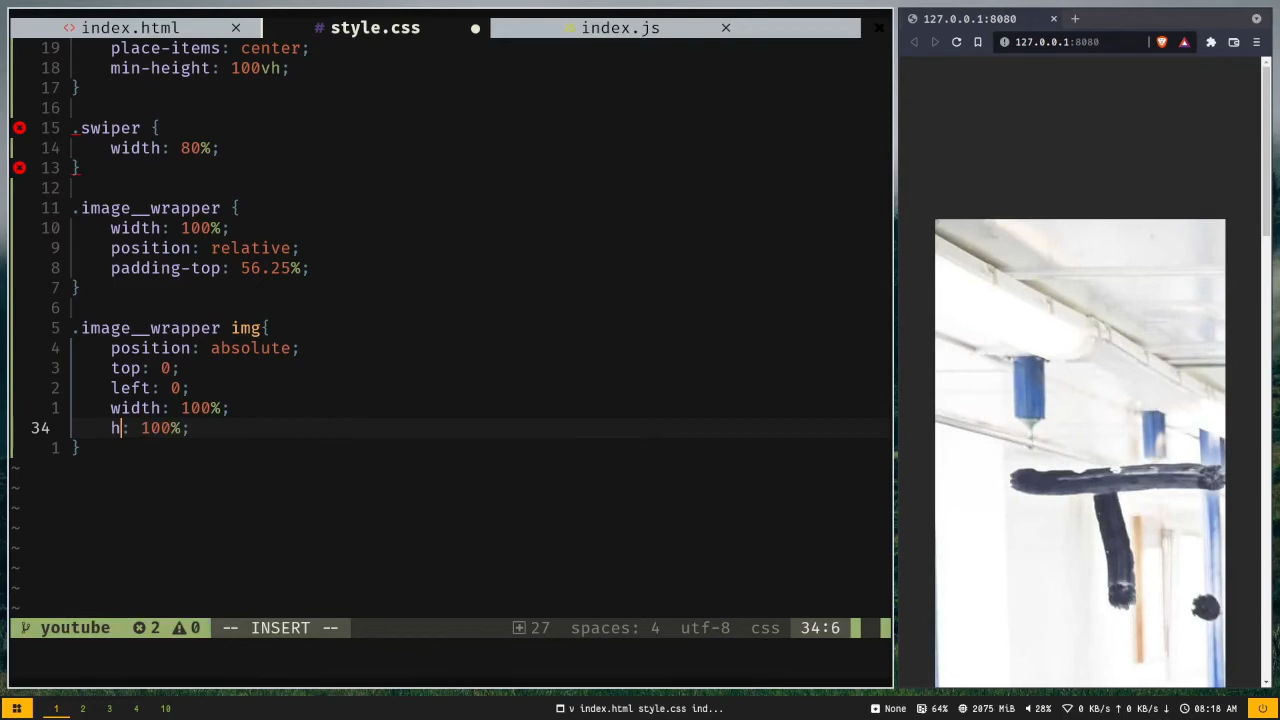 <> index.html ×
# style.css ●
index.js ×
×
127.0.0.1:8080 × +
127.0.0.1:8080
19 place-items: center;
18 min-height: 100vh;
17 }
16
15 .swiper {
14 width: 80%;
13 }
12
11 .image__wrapper {
10 width: 100%;
9 position: relative;
8 padding-top: 56.25%;
7 }
6
5 .image__wrapper img{
4 position: absolute;
3 top: 0;
2 left: 0;
1 width: 100%;
34 h: 100%;
1 }
~
~
~
~
~
~
~
~
youtube 2 0 -- INSERT -- 27 spaces: 4 utf-8 css 34:6
1 2 3 4 10 v index.html style.css ind... None 64% 2075 MiB 28% 0 KB/s ↑ 0 KB/s ↓ 08:18 AM